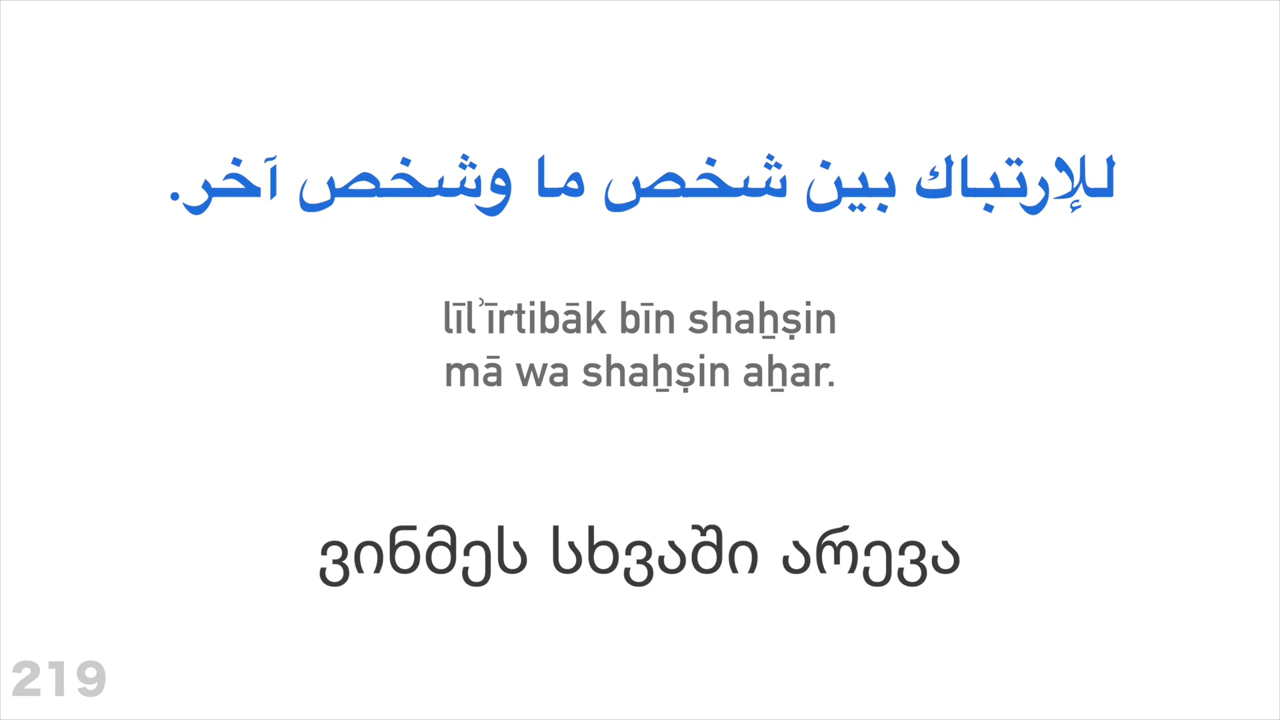 للإرتباك بين شخص ما وشخص آخر.
līlʾīrtibāk bīn shaẖṣin
mā wa shaẖṣin aẖar.
ვინმეს სხვაში არევა
219